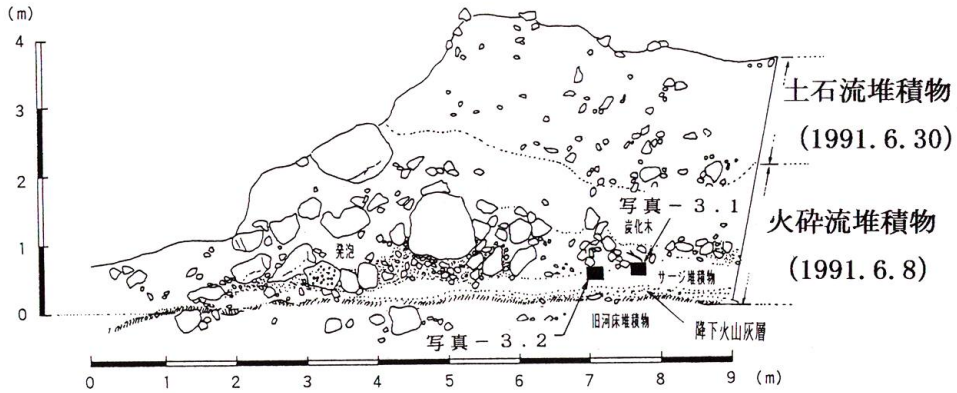 (m)
4
3
2
1
0
土石流堆積物
(1991.6.30)
火砕流堆積物
(1991.6.8)
写真-3.1
炭化木
発泡
サージ堆積物
旧河床堆積物
降下火山灰層
写真-3.2
0 1 2 3 4 5 6 7 8 9 (m)